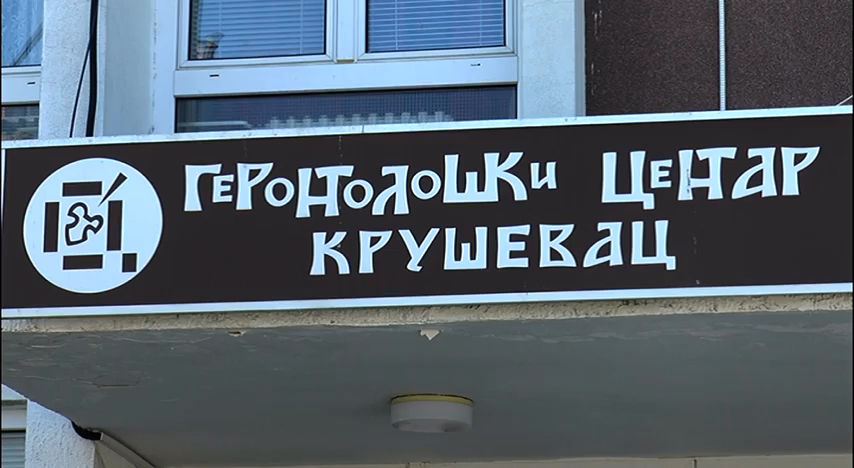 ГЕРОНТОЛОШКИ ЦЕНТАР
КРУШЕВАЦ